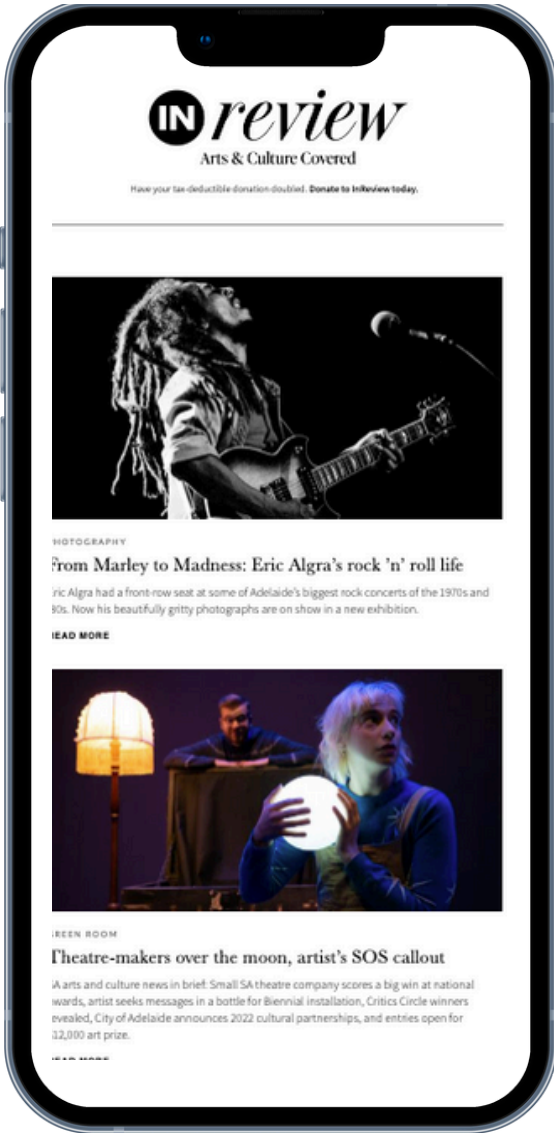 IN review
Arts & Culture Covered
Have your tax-deductible donation doubled. Donate to InReview today.
HOTOGRAPHY
From Marley to Madness: Eric Algra's rock 'n' roll life
ric Algra had a front-row seat at some of Adelaide's biggest rock concerts of the 1970s and
80s. Now his beautifully gritty photographs are on show in a new exhibition.
READ MORE
REEN ROOM
Theatre-makers over the moon, artist's SOS callout
SA arts and culture news in brief: Small SA theatre company scores a big win at national
awards, artist seeks messages in a bottle for Biennial installation, Critics Circle winners
revealed, City of Adelaide announces 2022 cultural partnerships, and entries open for
$12,000 art prize.